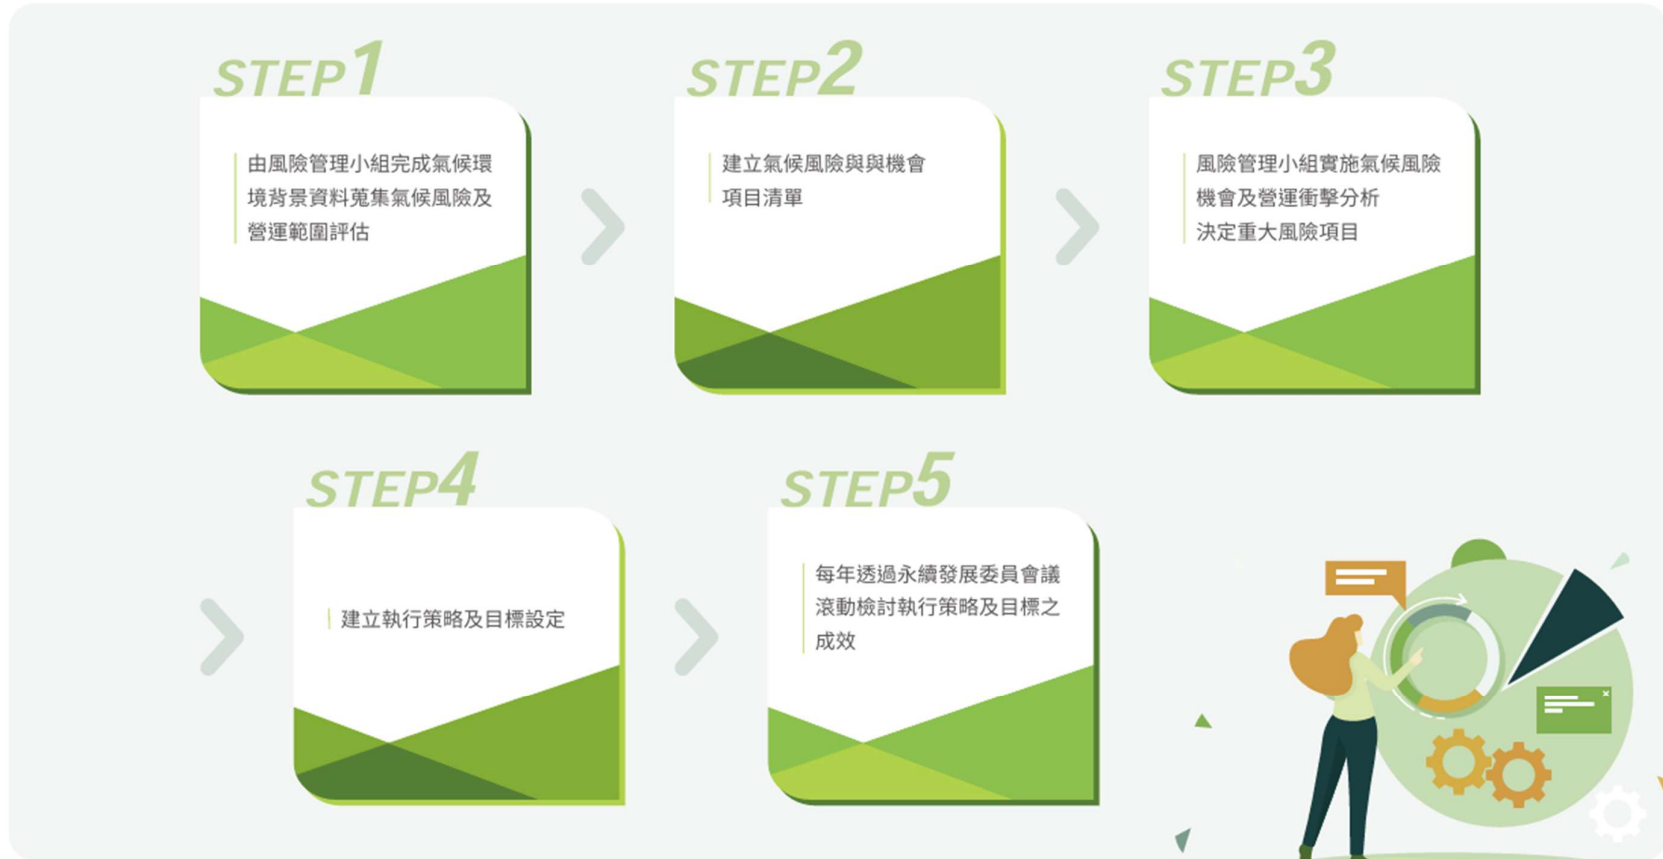 STEP1
由風險管理小組完成氣候環
境背景資料蒐集氣候風險及
營運範圍評估
STEP2
建立氣候風險與與機會
項目清單
STEP3
風險管理小組實施氣候風險
機會及營運衝擊分析
決定重大風險項目
STEP4
建立執行策略及目標設定
STEP5
每年透過永續發展委員會議
滾動檢討執行策略及目標之
成效